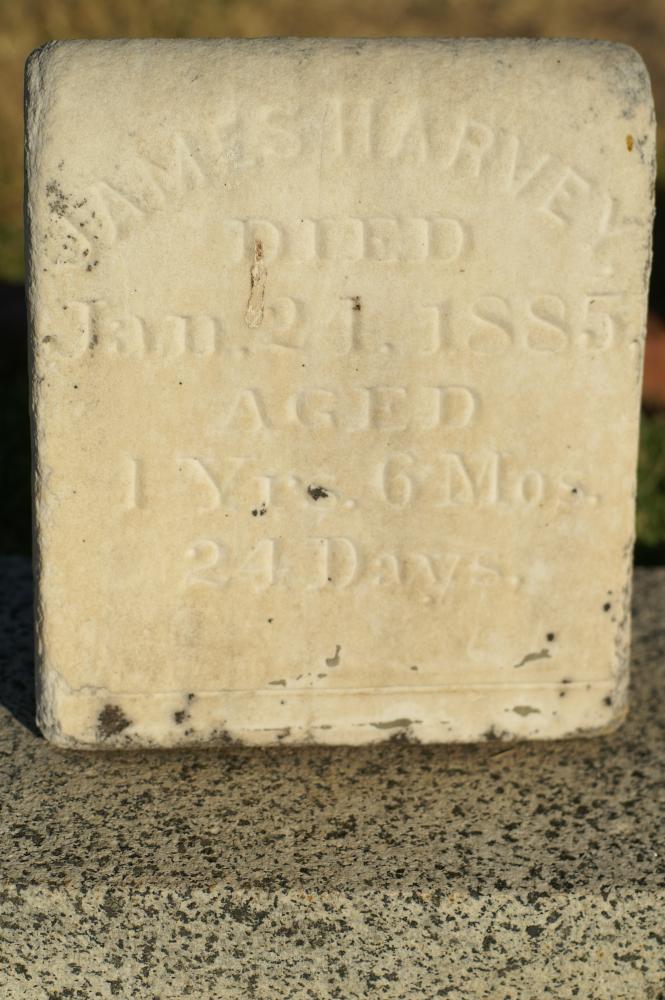 JAMES HARVEY.
DIED
Jan. 21, 1885.
AGED
1 Yrs. 6 Mos.
24 Days.